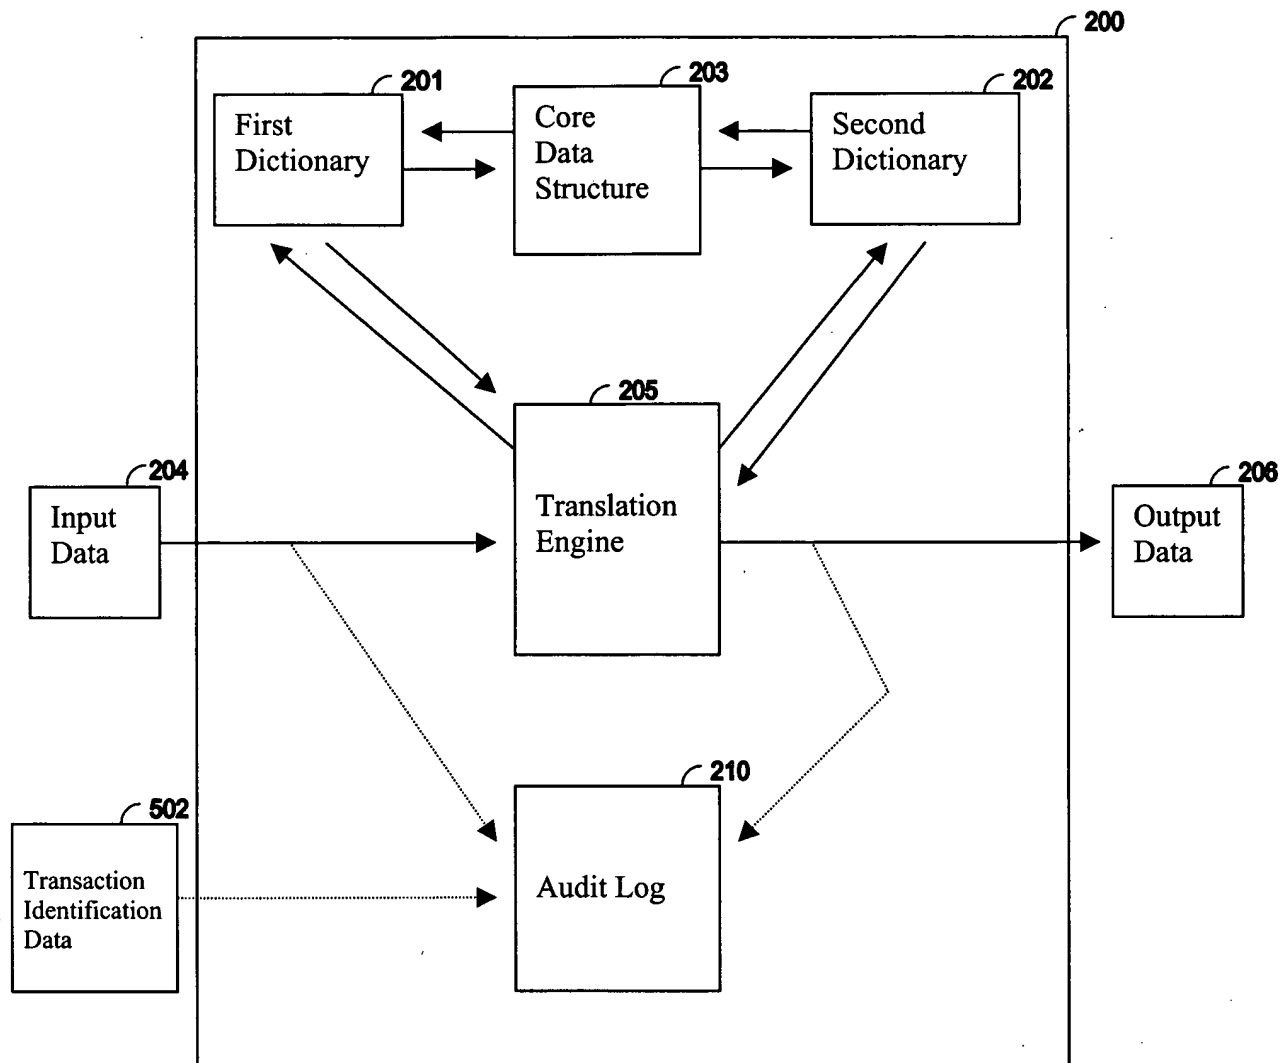 200
201
203
202
First
Dictionary
Core
Data
Structure
Second
Dictionary
205
204
206
Input
Data
Translation
Engine
Output
Data
210
502
Transaction
Identification
Data
Audit Log